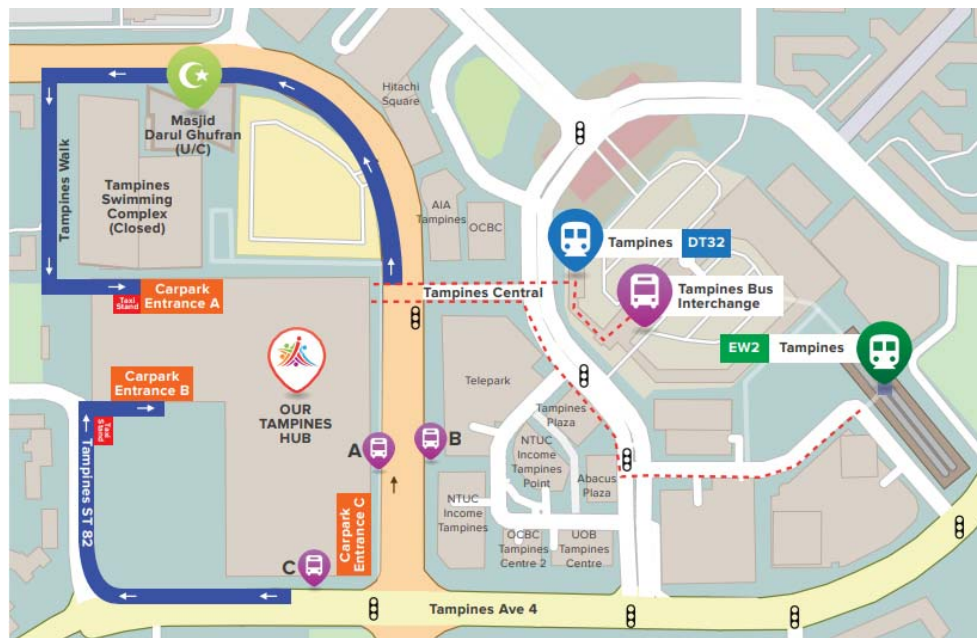 Hitachi
Square
Masjid
Darul Ghufran
(U/C)
Tampines Walk
Tampines
Swimming
Complex
(Closed)
AIA
Tampines
OCBC
Tampines
DT32
Taxi
Stand
Carpark
Entrance A
Tampines Central
Tampines Bus
Interchange
EW2
Tampines
Carpark
Entrance B
Telepark
OUR
TAMPINES
HUB
Tampines
Plaza
Taxi
Stand
A
B
NTUC
Income
Tampines
Point
Abacus
Plaza
Tampines ST 82
NTUC
Income
Tampines
Carpark
Entrance C
OCBC
Tampines
Centre 2
UOB
Tampines
Centre
C
Tampines Ave 4